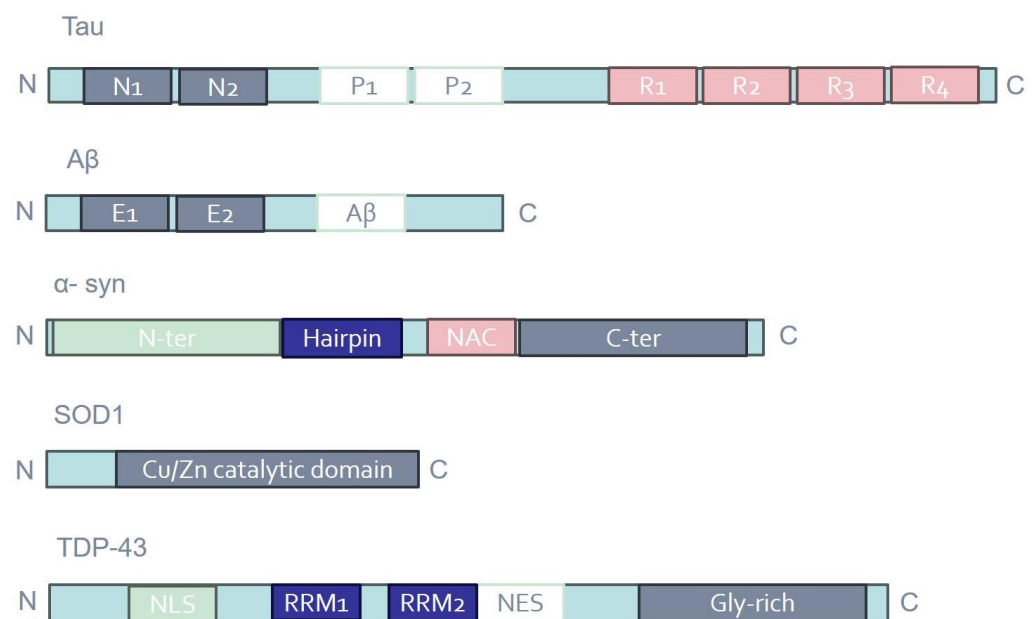 Tau
N N1 N2 P1 P2 R1 R2 R3 R4 C
Aβ
N E1 E2 Aβ C
α- syn
N N-ter Hairpin NAC C-ter C
SOD1
N Cu/Zn catalytic domain C
TDP-43
N NLS RRM1 RRM2 NES Gly-rich C